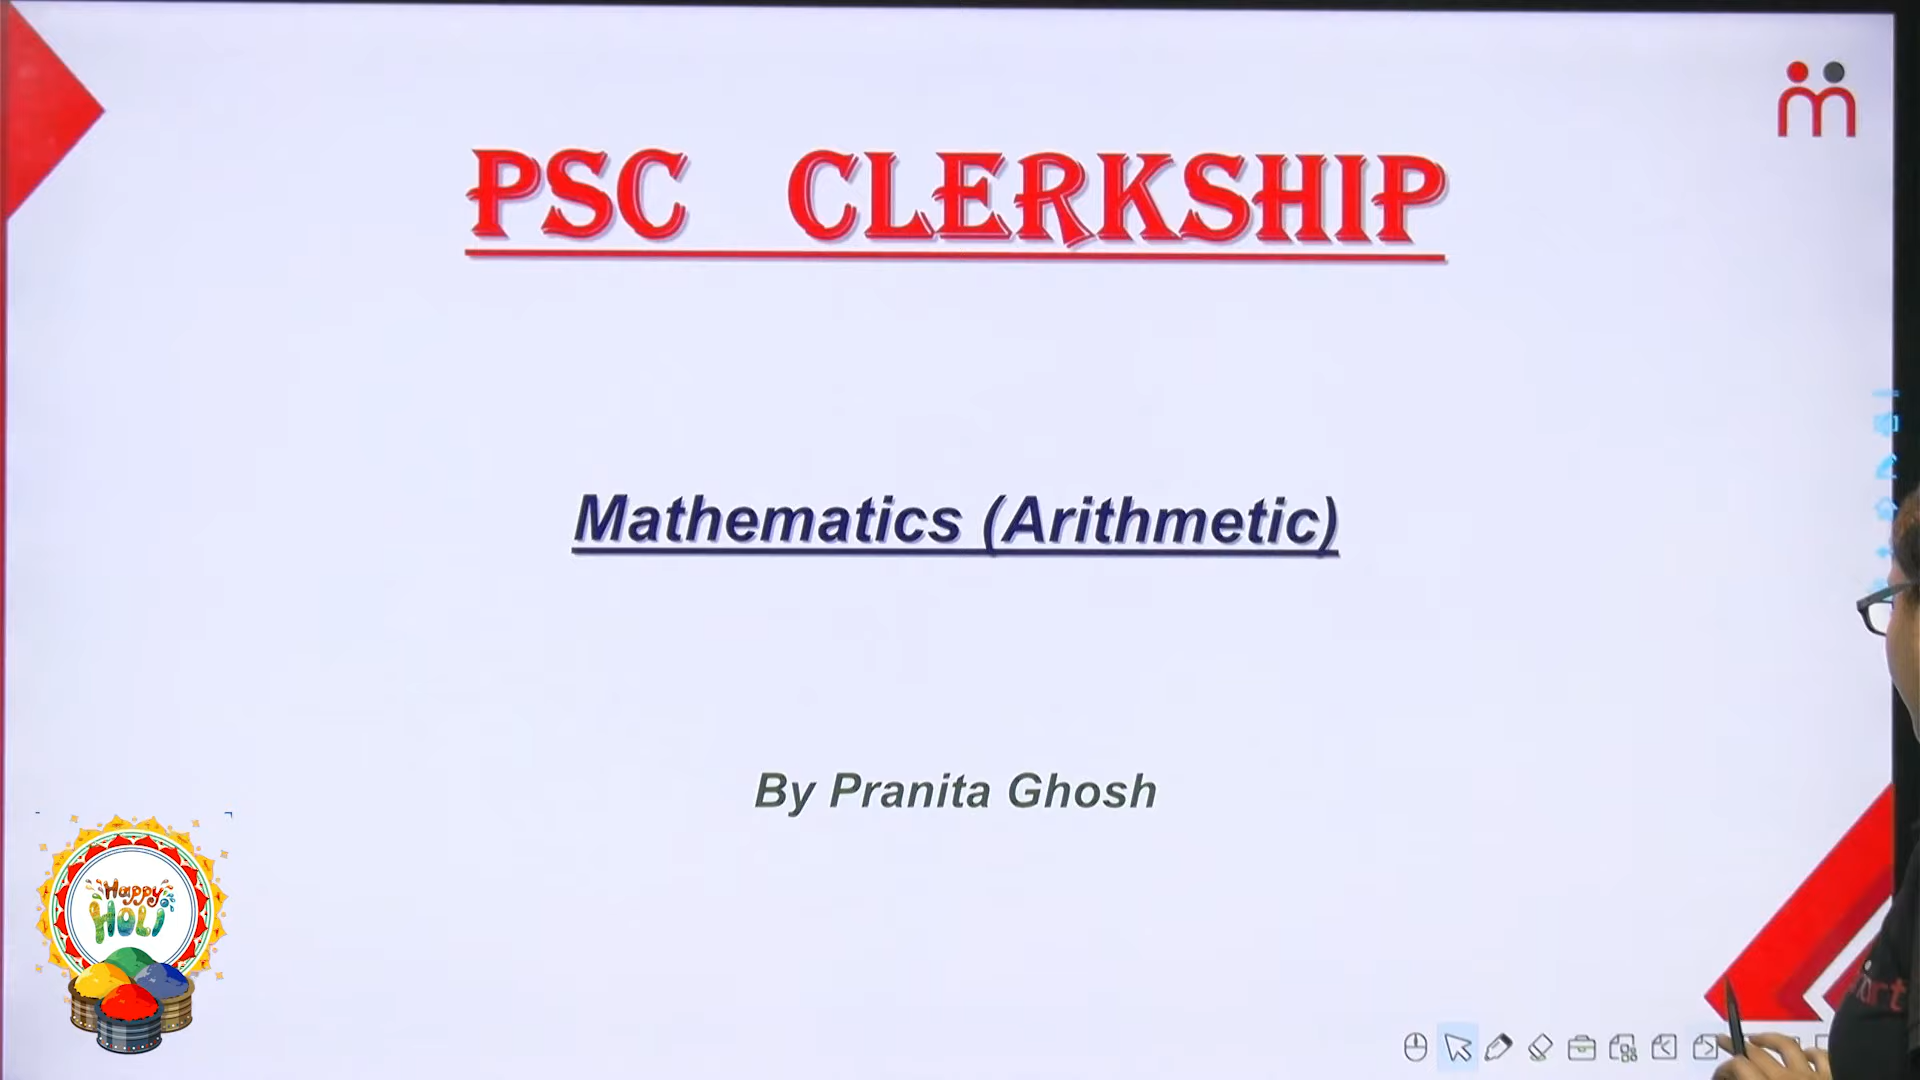 PSC CLERKSHIP
Mathematics (Arithmetic)
By Pranita Ghosh
Happy
HOLI